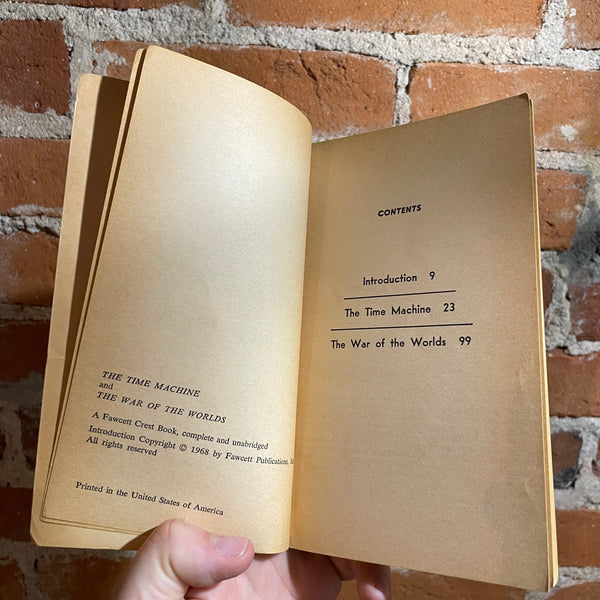 THE TIME MACHINE
and
THE WAR OF THE WORLDS
A Fawcett Crest Book, complete and unabridged
Introduction Copyright © 1968 by Fawcett Publications,
All rights reserved
Printed in the United States of America
CONTENTS
Introduction 9
The Time Machine 23
The War of the Worlds 99